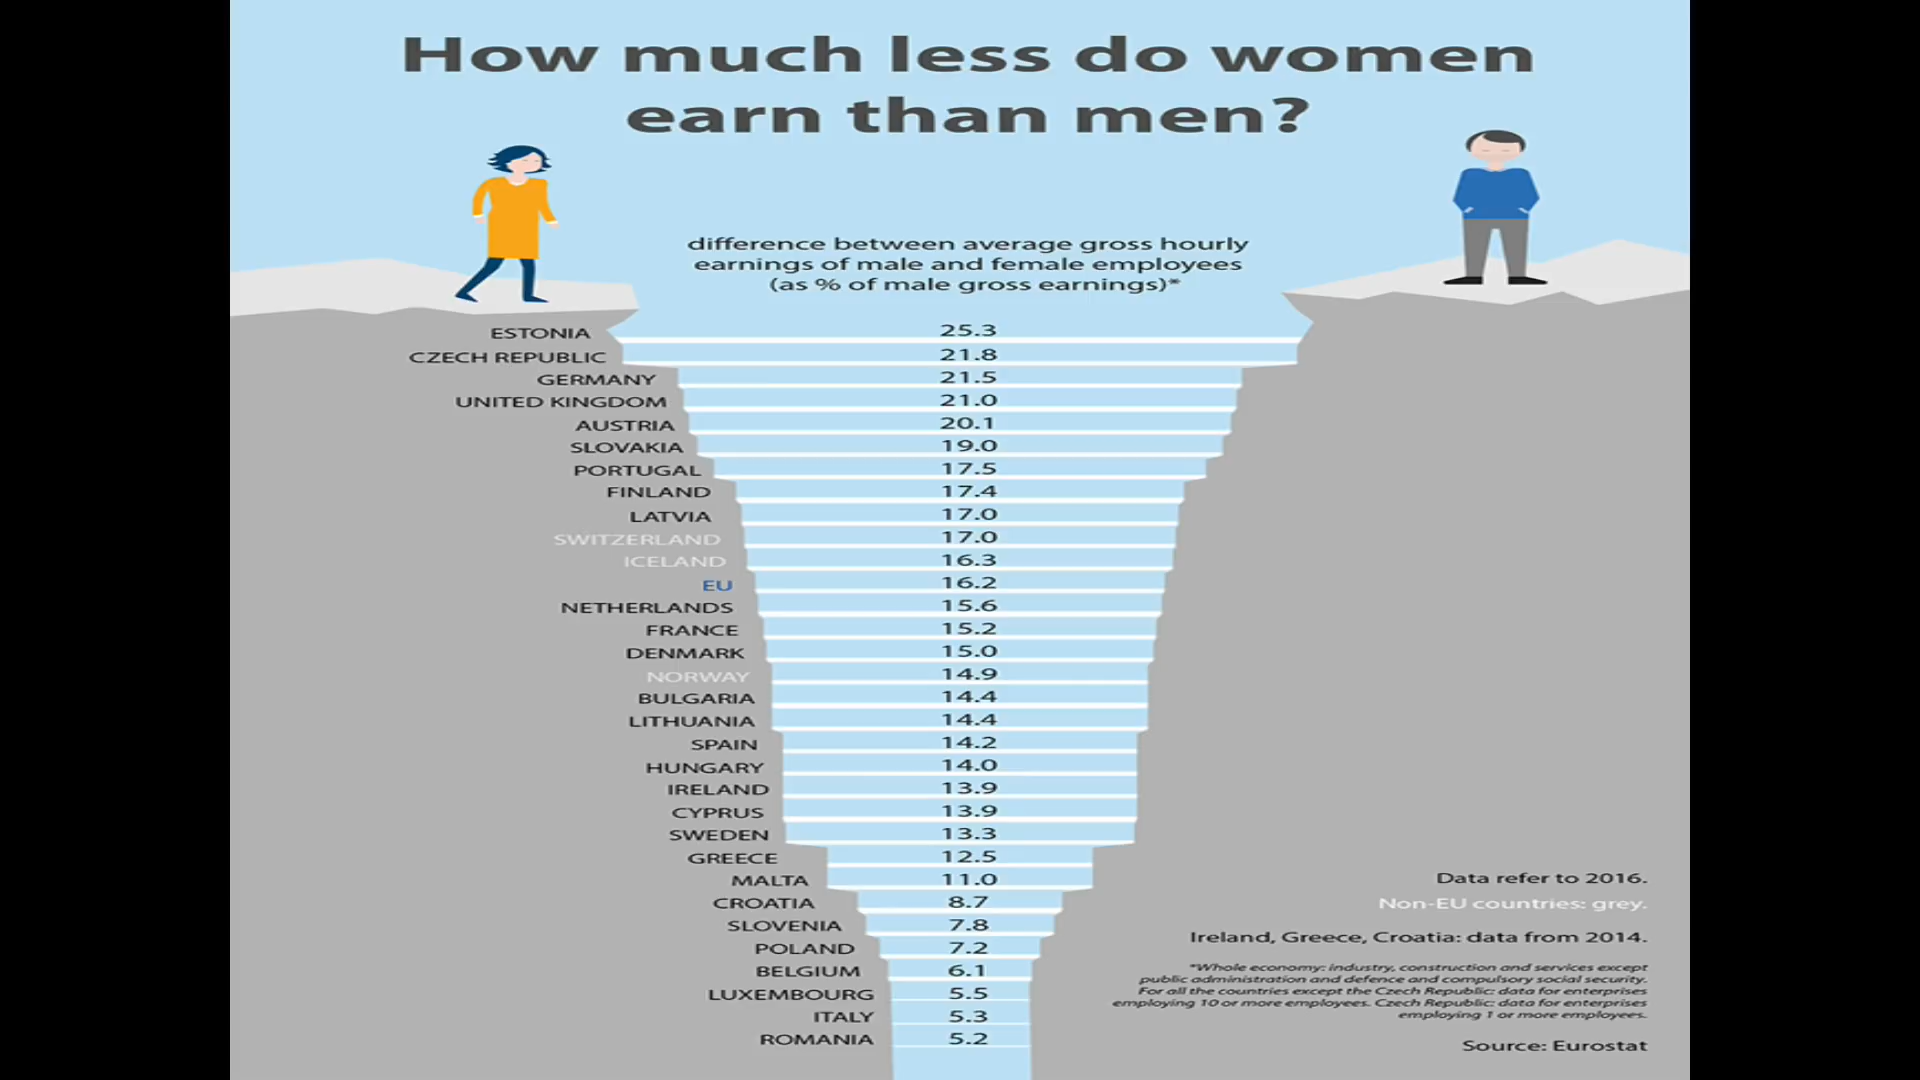 How much less do women
earn than men?
difference between average gross hourly
earnings of male and female employees
(as % of male gross earnings)*
ESTONIA 25.3
CZECH REPUBLIC 21.8
GERMANY 21.5
UNITED KINGDOM 21.0
AUSTRIA 20.1
SLOVAKIA 19.0
PORTUGAL 17.5
FINLAND 17.4
LATVIA 17.0
SWITZERLAND 17.0
ICELAND 16.3
EU 16.2
NETHERLANDS 15.6
FRANCE 15.2
DENMARK 15.0
NORWAY 14.9
BULGARIA 14.4
LITHUANIA 14.4
SPAIN 14.2
HUNGARY 14.0
IRELAND 13.9
CYPRUS 13.9
SWEDEN 13.3
GREECE 12.5
MALTA 11.0
CROATIA 8.7
SLOVENIA 7.8
POLAND 7.2
BELGIUM 6.1
LUXEMBOURG 5.5
ITALY 5.3
ROMANIA 5.2
Data refer to 2016.
Non-EU countries: grey.
Ireland, Greece, Croatia: data from 2014.
*Whole economy: industry, construction and services except
public administration and defence and compulsory social security.
For all the countries except the Czech Republic: data for enterprises
employing 10 or more employees. Czech Republic: data for enterprises
employing 1 or more employees.
Source: Eurostat